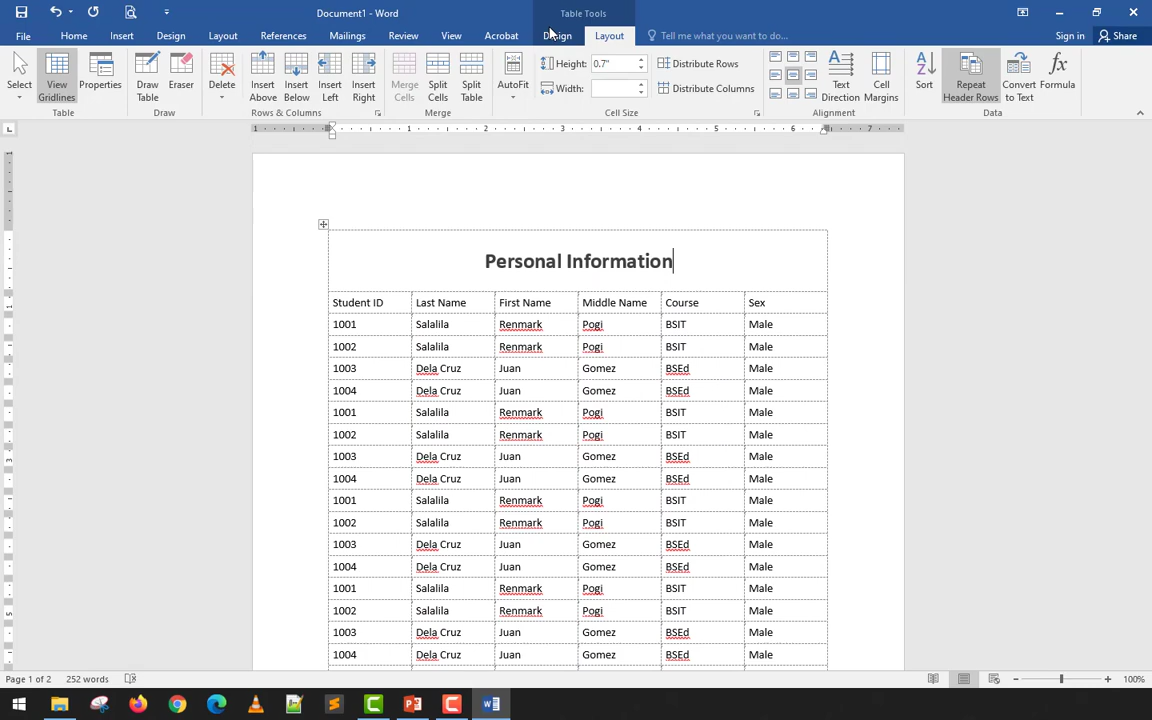 Document1 - Word
Table Tools
File Home Insert Design Layout References Mailings Review View Acrobat Design Layout Tell me what you want to do... Sign in Share
Select
View Gridlines
Properties
Table
Draw Table
Eraser
Draw
Delete
Insert Above
Insert Below
Insert Left
Insert Right
Rows & Columns
Merge Cells
Split Cells
Split Table
Merge
AutoFit
Height: 0.7"
Width:
Distribute Rows
Distribute Columns
Cell Size
Text Direction
Cell Margins
Alignment
Sort
Repeat Header Rows
Convert to Text
Formula
Data
1 1 2 3 4 5 6 7
Personal Information
Student ID Last Name First Name Middle Name Course Sex
1001 Salalila Renmark Pogi BSIT Male
1002 Salalila Renmark Pogi BSIT Male
1003 Dela Cruz Juan Gomez BSEd Male
1004 Dela Cruz Juan Gomez BSEd Male
1001 Salalila Renmark Pogi BSIT Male
1002 Salalila Renmark Pogi BSIT Male
1003 Dela Cruz Juan Gomez BSEd Male
1004 Dela Cruz Juan Gomez BSEd Male
1001 Salalila Renmark Pogi BSIT Male
1002 Salalila Renmark Pogi BSIT Male
1003 Dela Cruz Juan Gomez BSEd Male
1004 Dela Cruz Juan Gomez BSEd Male
1001 Salalila Renmark Pogi BSIT Male
1002 Salalila Renmark Pogi BSIT Male
1003 Dela Cruz Juan Gomez BSEd Male
1004 Dela Cruz Juan Gomez BSEd Male
Page 1 of 2 252 words 100%